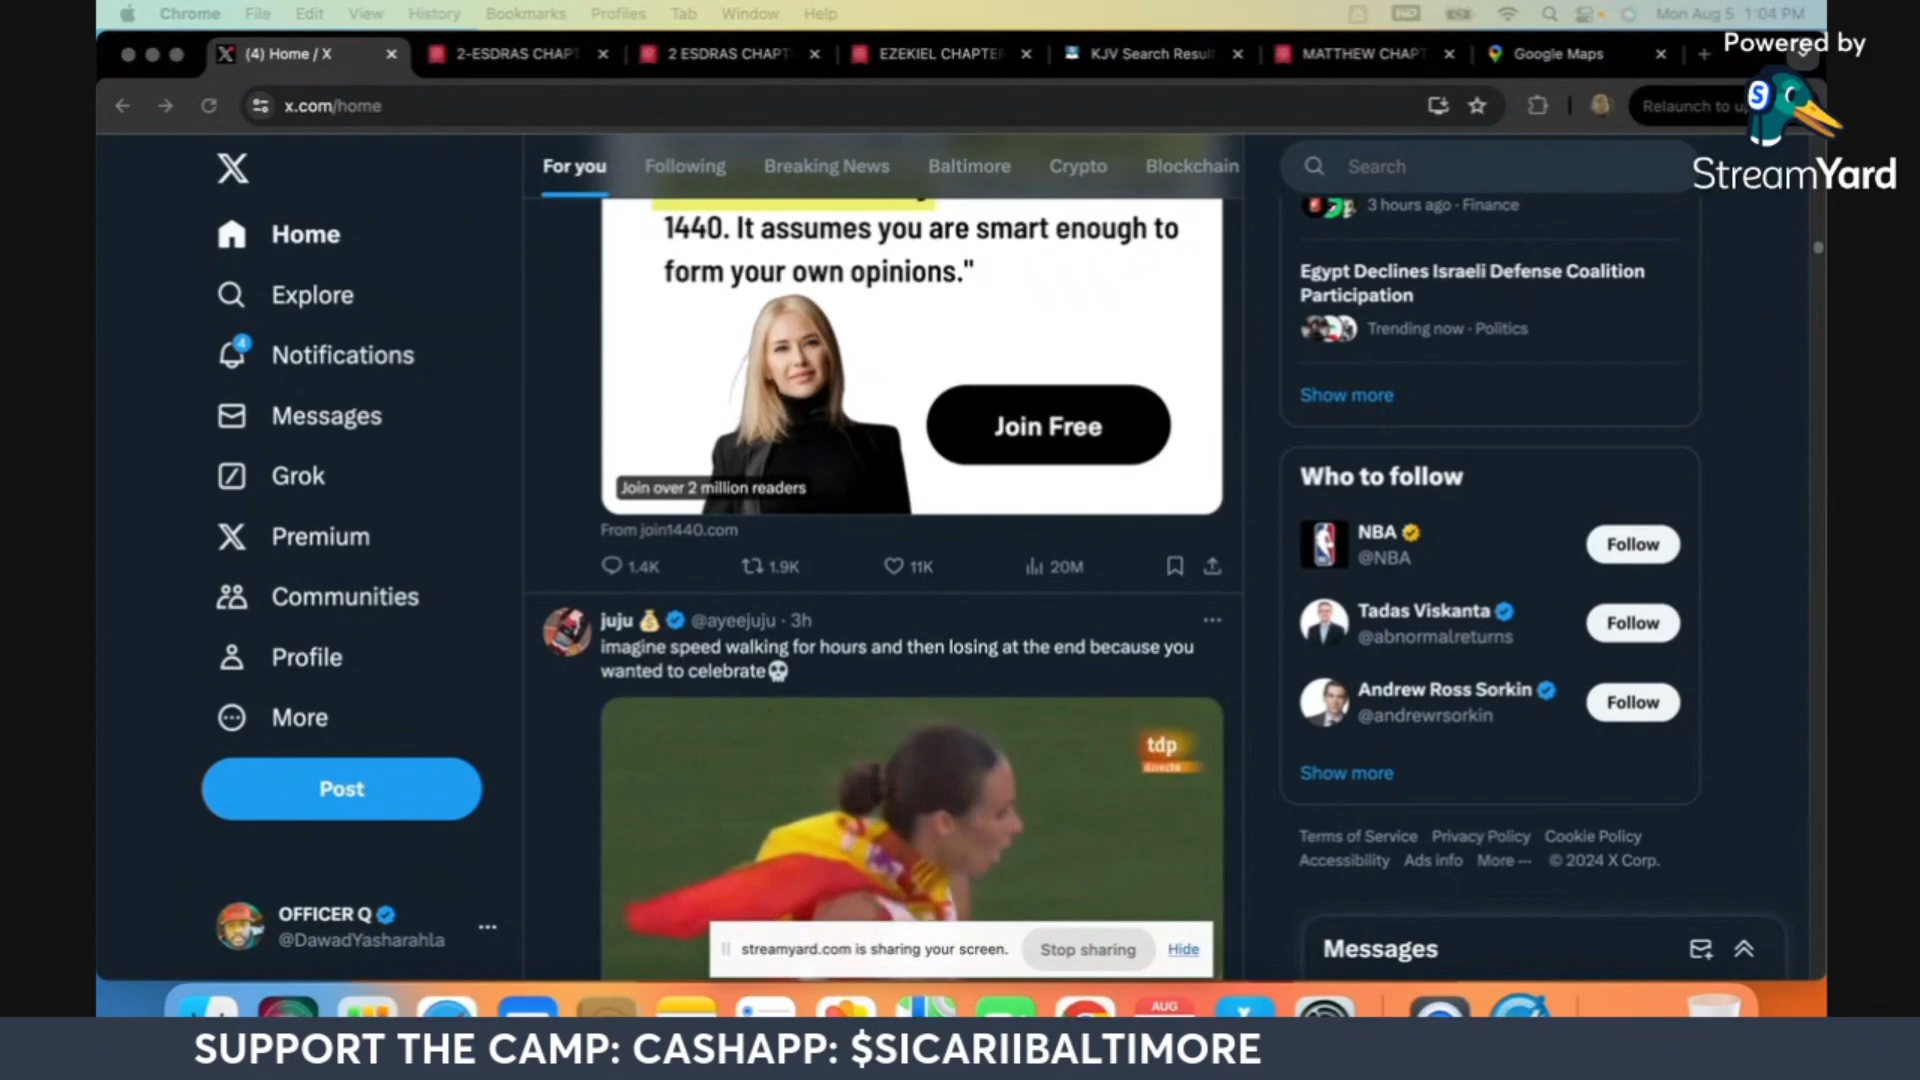 Chrome File Edit View History Bookmarks Profiles Tab Window Help Mon Aug 5 1:04 PM
(4) Home / X 2-ESDRAS CHAPT 2 ESDRAS CHAPT EZEKIEL CHAPTER KJV Search Resul MATTHEW CHAP Google Maps
Powered by
StreamYard
x.com/home Relaunch to u
For you Following Breaking News Baltimore Crypto Blockchain
Search
Home
Explore
4
Notifications
Messages
Grok
Premium
Communities
Profile
More
Post
OFFICER Q
@DawadYasharahla
1440. It assumes you are smart enough to
form your own opinions."
Join Free
Join over 2 million readers
From join1440.com
1.4K 1.9K 11K 20M
juju @ayeejuju · 3h
imagine speed walking for hours and then losing at the end because you
wanted to celebrate💀
tdp
directo
streamyard.com is sharing your screen. Stop sharing Hide
3 hours ago · Finance
Egypt Declines Israeli Defense Coalition
Participation
Trending now · Politics
Show more
Who to follow
NBA
@NBA
Follow
Tadas Viskanta
@abnormalreturns
Follow
Andrew Ross Sorkin
@andrewrsorkin
Follow
Show more
Terms of Service Privacy Policy Cookie Policy
Accessibility Ads info More ··· © 2024 X Corp.
Messages
AUG
SUPPORT THE CAMP: CASHAPP: $SICARIIBALTIMORE